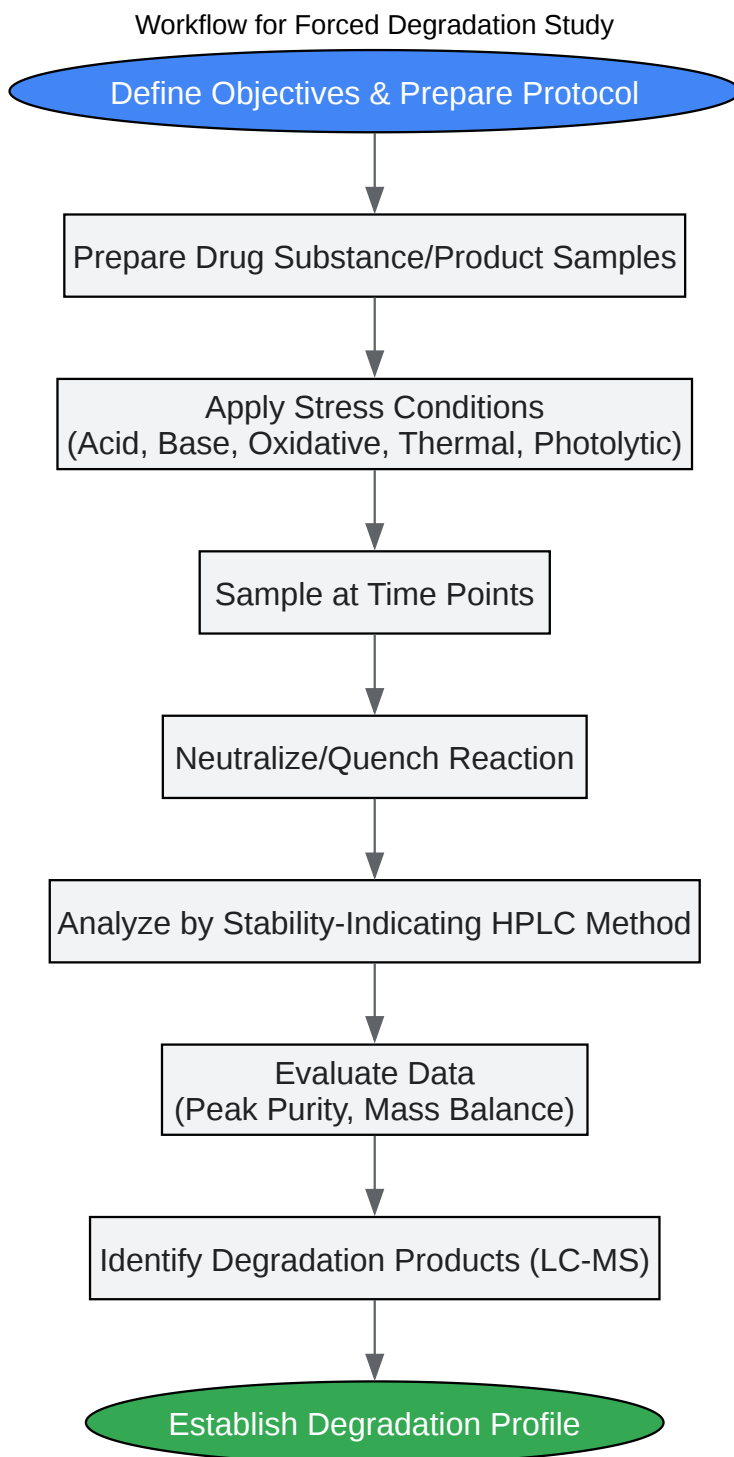 Workflow for Forced Degradation Study
Define Objectives & Prepare Protocol
Prepare Drug Substance/Product Samples
Apply Stress Conditions
(Acid, Base, Oxidative, Thermal, Photolytic)
Sample at Time Points
Neutralize/Quench Reaction
Analyze by Stability-Indicating HPLC Method
Evaluate Data
(Peak Purity, Mass Balance)
Identify Degradation Products (LC-MS)
Establish Degradation Profile